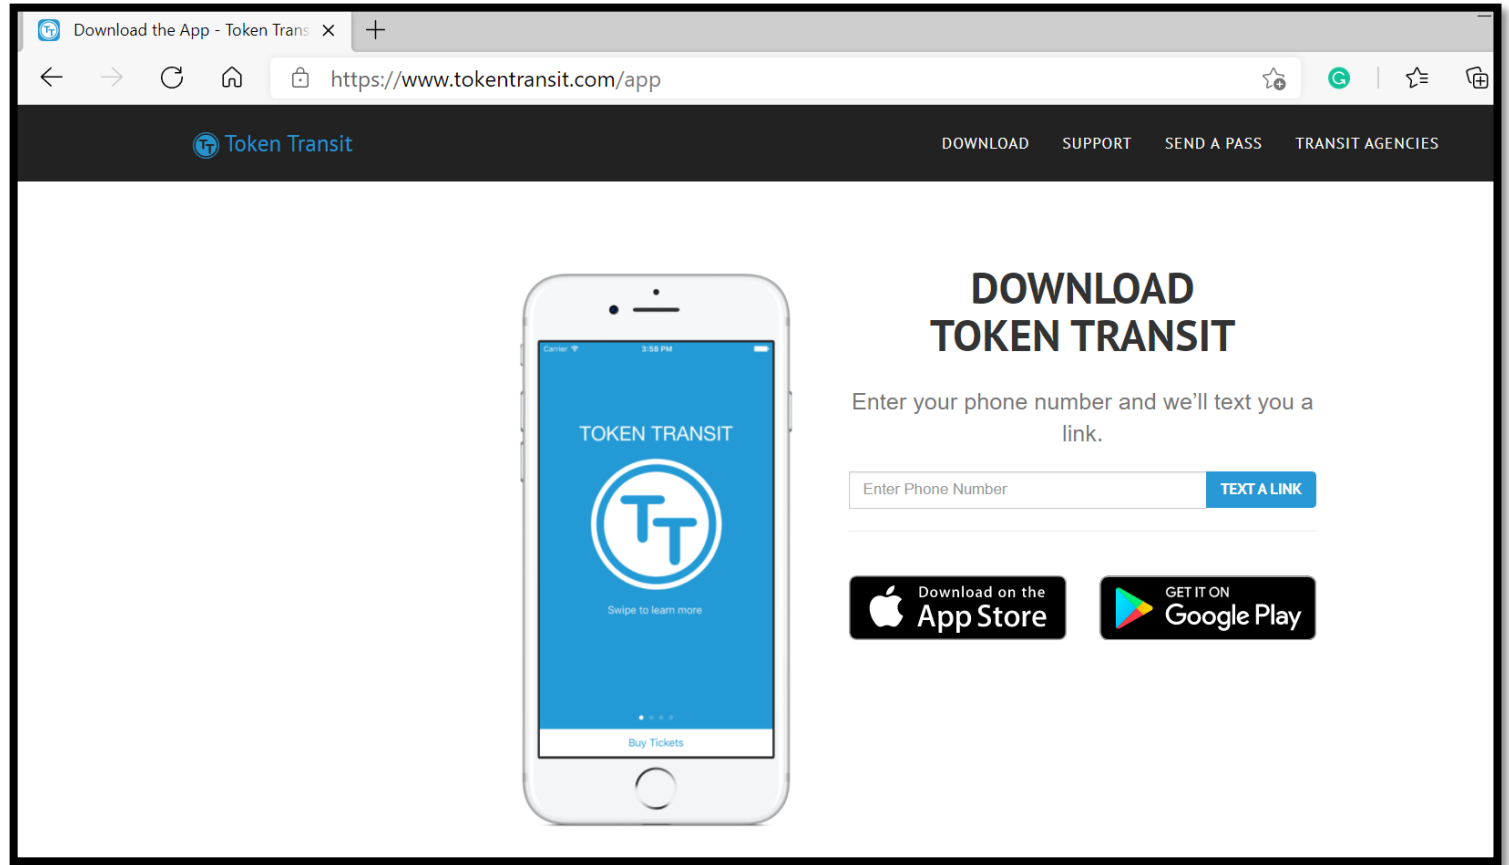 Download the App - Token Trans
https://www.tokentransit.com/app
TT Token Transit
DOWNLOAD SUPPORT SEND A PASS TRANSIT AGENCIES
DOWNLOAD
TOKEN TRANSIT
Enter your phone number and we'll text you a
link.
Enter Phone Number TEXT A LINK
Download on the
App Store
GET IT ON
Google Play
Carrier 3:58 PM
TOKEN TRANSIT
TT
Swipe to learn more
Buy Tickets